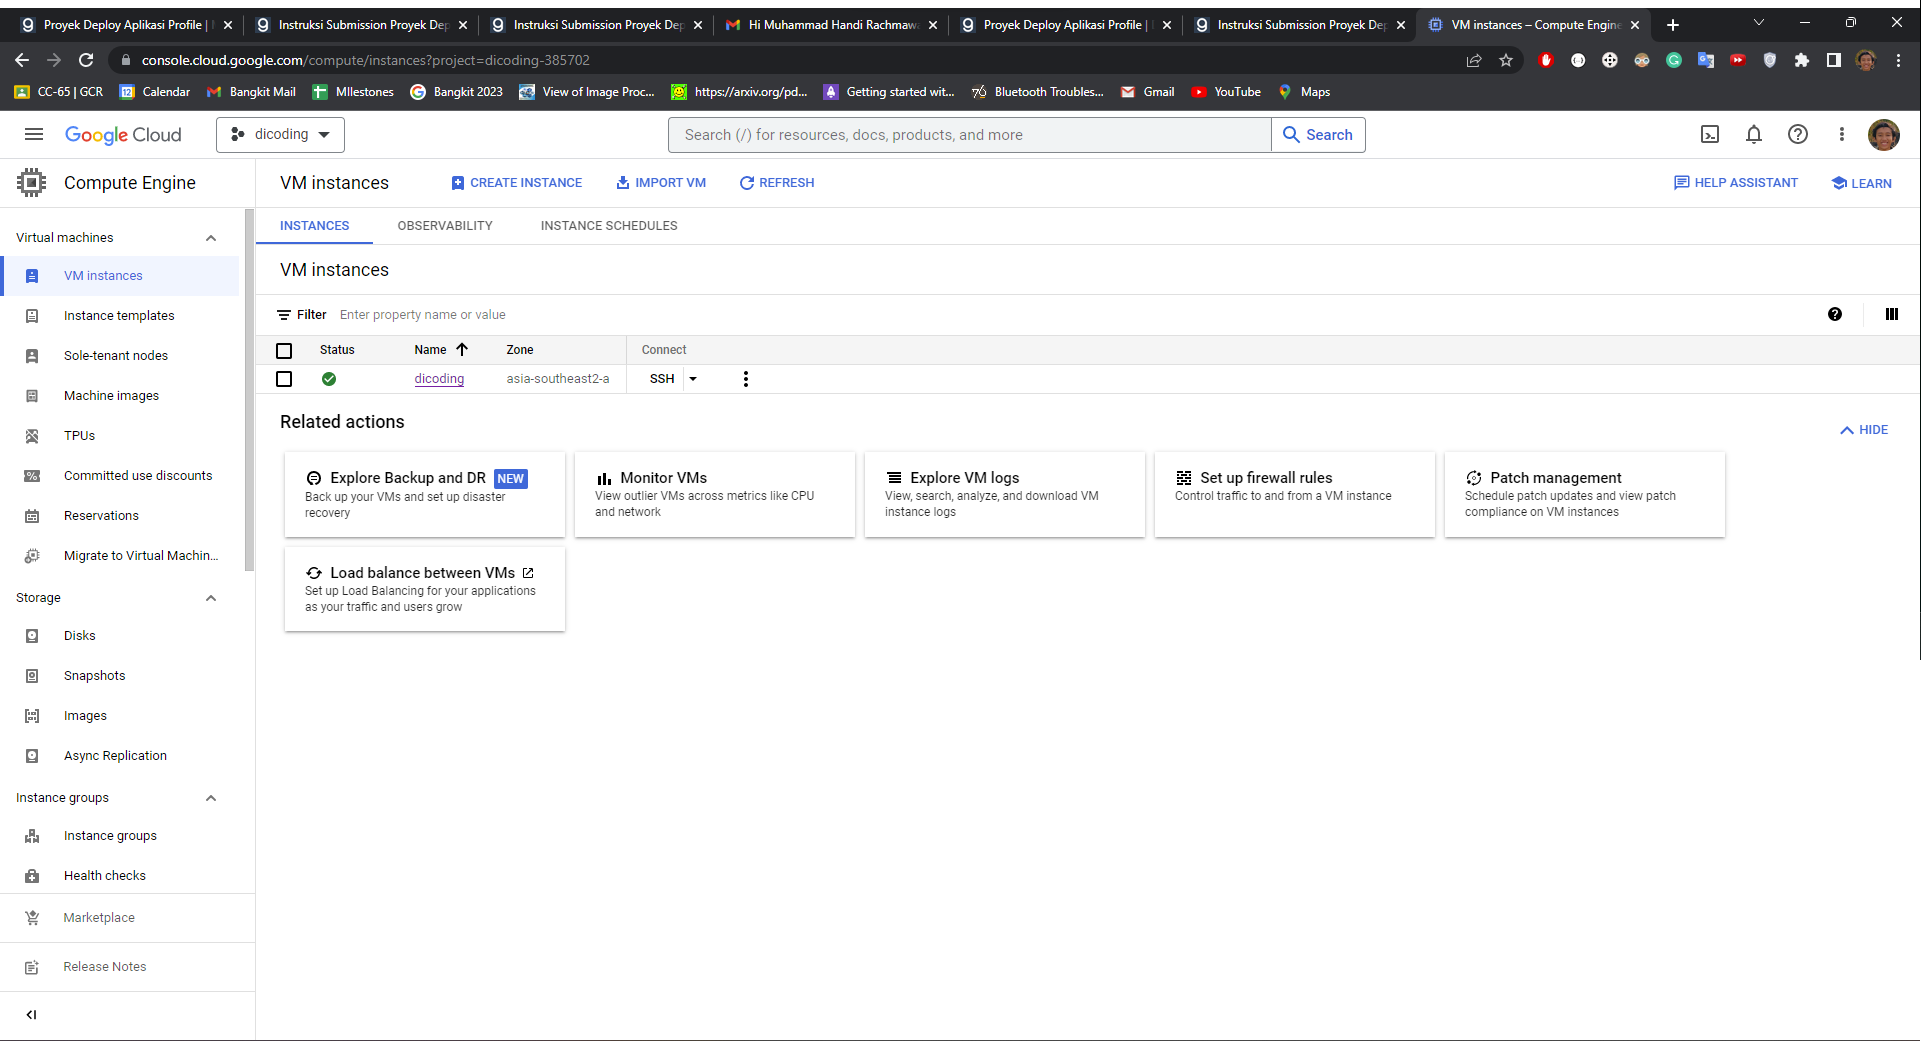 Proyek Deploy Aplikasi Profile |
Instruksi Submission Proyek Dep
Instruksi Submission Proyek Dep
Hi Muhammad Handi Rachmawa
Proyek Deploy Aplikasi Profile |
Instruksi Submission Proyek Dep
VM instances – Compute Engine
console.cloud.google.com/compute/instances?project=dicoding-385702
CC-65 | GCR
Calendar
Bangkit Mail
MIlestones
Bangkit 2023
View of Image Proc...
https://arxiv.org/pd...
Getting started wit...
Bluetooth Troubles...
Gmail
YouTube
Maps
Google Cloud
dicoding
Search (/) for resources, docs, products, and more
Search
Compute Engine
VM instances
CREATE INSTANCE
IMPORT VM
REFRESH
HELP ASSISTANT
LEARN
Virtual machines
VM instances
Instance templates
Sole-tenant nodes
Machine images
TPUs
Committed use discounts
Reservations
Migrate to Virtual Machin...
Storage
Disks
Snapshots
Images
Async Replication
Instance groups
Instance groups
Health checks
Marketplace
Release Notes
INSTANCES
OBSERVABILITY
INSTANCE SCHEDULES
VM instances
Filter
Enter property name or value
Status
Name
Zone
Connect
dicoding
asia-southeast2-a
SSH
Related actions
HIDE
Explore Backup and DR NEW
Back up your VMs and set up disaster
recovery
Monitor VMs
View outlier VMs across metrics like CPU
and network
Explore VM logs
View, search, analyze, and download VM
instance logs
Set up firewall rules
Control traffic to and from a VM instance
Patch management
Schedule patch updates and view patch
compliance on VM instances
Load balance between VMs
Set up Load Balancing for your applications
as your traffic and users grow